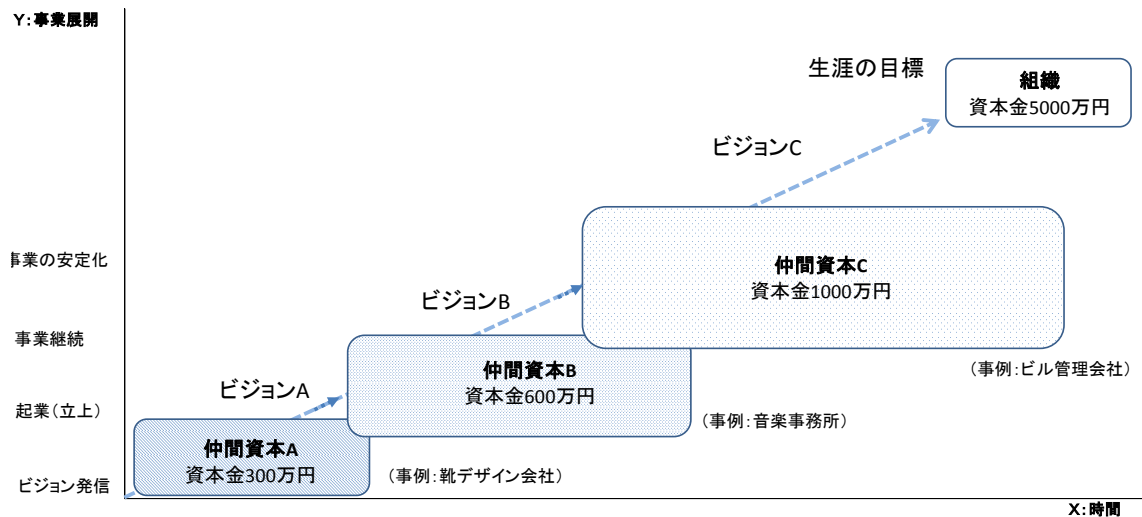 Y:事業展開
生涯の目標
組織
資本金5000万円
ビジョンC
事業の安定化
仲間資本C
資本金1000万円
ビジョンB
事業継続
仲間資本B
資本金600万円
(事例:ビル管理会社)
ビジョンA
起業(立上)
(事例:音楽事務所)
仲間資本A
資本金300万円
(事例:靴デザイン会社)
ビジョン発信
X:時間